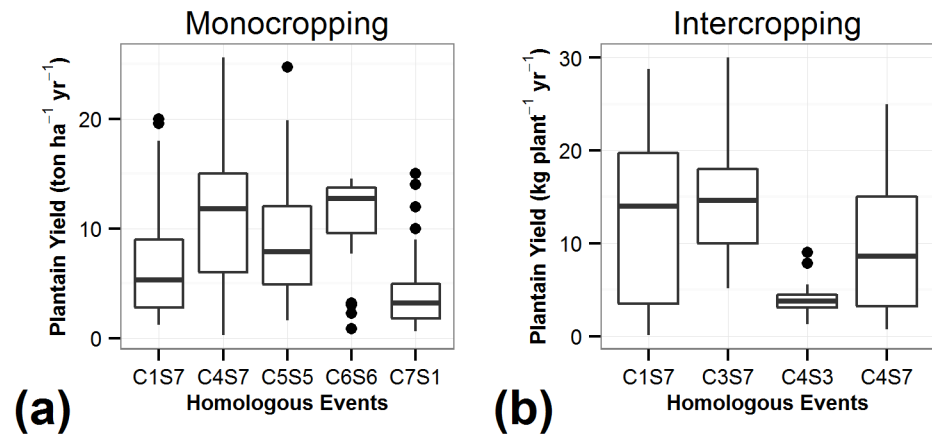 Monocropping
Plantain Yield (ton ha⁻¹ yr⁻¹)
20
10
0
C1S7 C4S7 C5S5 C6S6 C7S1
Homologous Events
(a)
Intercropping
Plantain Yield (kg plant⁻¹ yr⁻¹)
30
20
10
0
C1S7 C3S7 C4S3 C4S7
Homologous Events
(b)